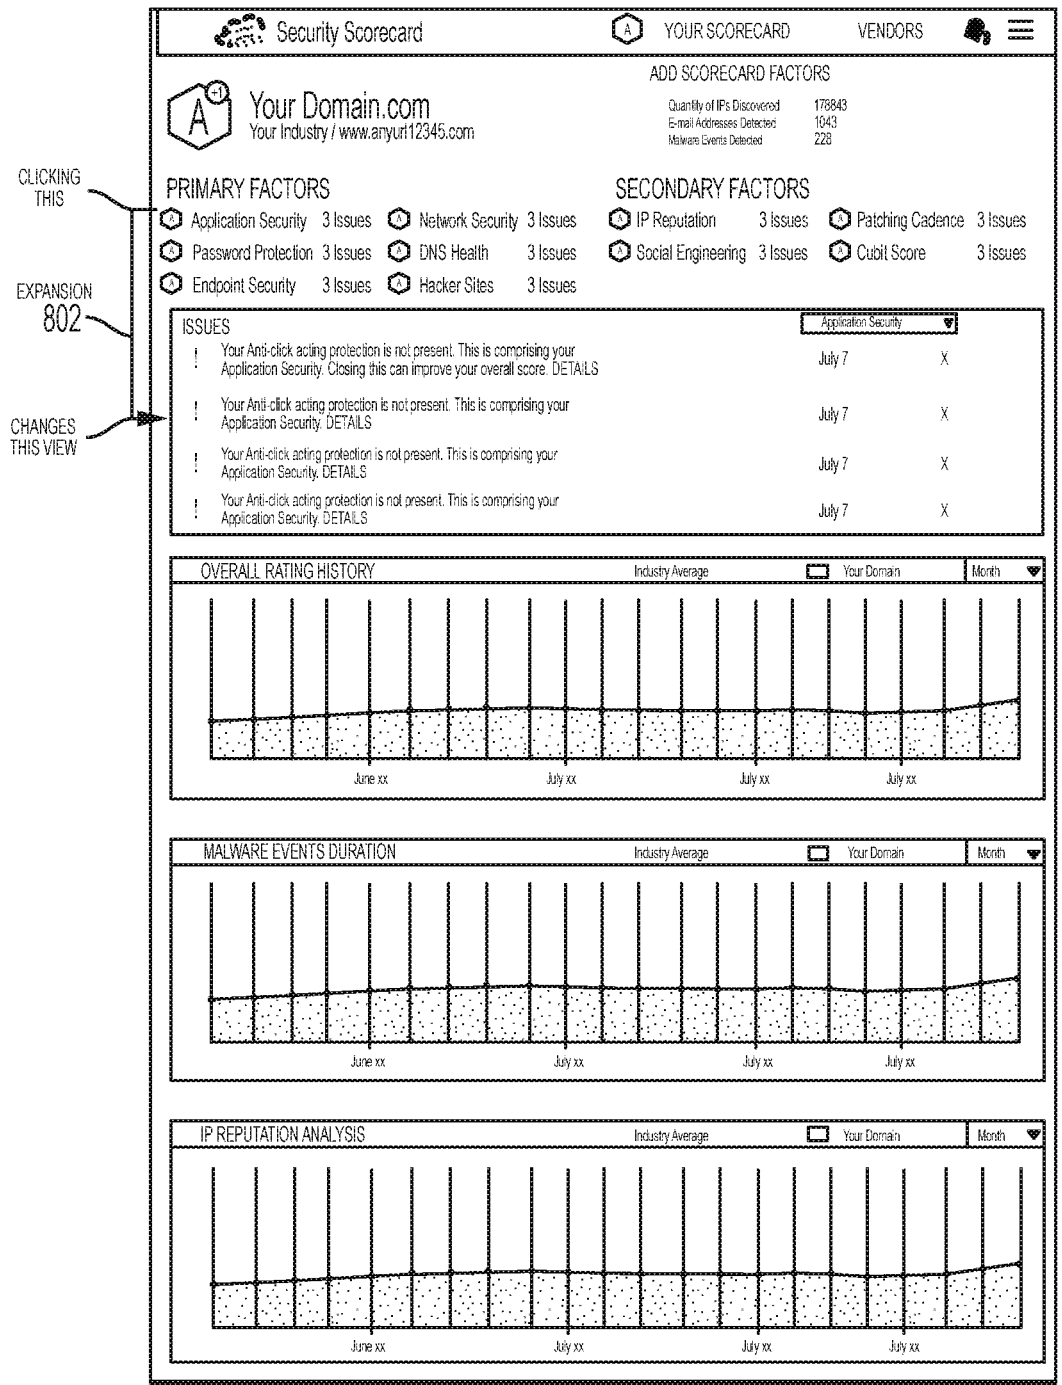 Security Scorecard
A YOUR SCORECARD VENDORS
ADD SCORECARD FACTORS
A +1 Your Domain.com
Your Industry / www.anyurl12345.com
Quantity of IPs Discovered 178843
E-mail Addresses Detected 1043
Malware Events Detected 228
CLICKING
THIS
PRIMARY FACTORS
SECONDARY FACTORS
A Application Security 3 Issues A Network Security 3 Issues A IP Reputation 3 Issues A Patching Cadence 3 Issues
A Password Protection 3 Issues A DNS Health 3 Issues A Social Engineering 3 Issues A Cubit Score 3 Issues
A Endpoint Security 3 Issues A Hacker Sites 3 Issues
EXPANSION
802
CHANGES
THIS VIEW
ISSUES Application Security
! Your Anti-click acting protection is not present. This is comprising your
Application Security. Closing this can improve your overall score. DETAILS
July 7 X
! Your Anti-click acting protection is not present. This is comprising your
Application Security. DETAILS
July 7 X
! Your Anti-click acting protection is not present. This is comprising your
Application Security. DETAILS
July 7 X
! Your Anti-click acting protection is not present. This is comprising your
Application Security. DETAILS
July 7 X
OVERALL RATING HISTORY Industry Average Your Domain Month
June xx July xx July xx July xx
MALWARE EVENTS DURATION Industry Average Your Domain Month
June xx July xx July xx July xx
IP REPUTATION ANALYSIS Industry Average Your Domain Month
June xx July xx July xx July xx